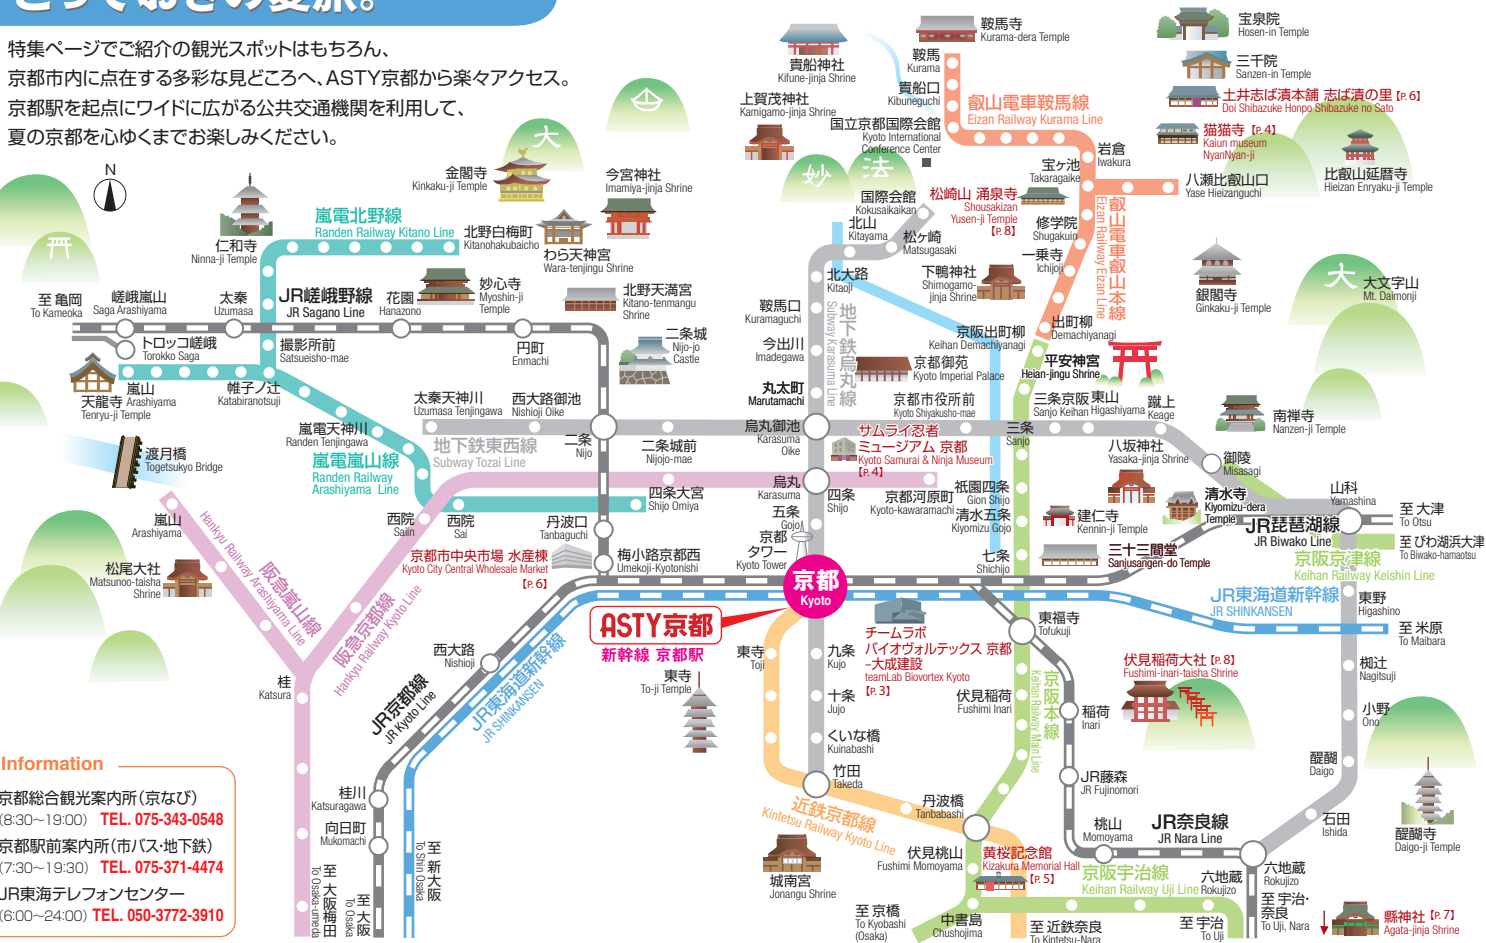 とっておきの夏旅。
特集ページでご紹介の観光スポットはもちろん、
京都市内に点在する多彩な見どころへ、ASTY京都から楽々アクセス。
京都駅を起点にワイドに広がる公共交通機関を利用して、
夏の京都を心ゆくまでお楽しみください。
N
大
妙
法
大
金閣寺
Kinkaku-ji Temple
今宮神社
Imamiya-jinja Shrine
仁和寺
Ninna-ji Temple
嵐電北野線
Randen Railway Kitano Line
北野白梅町
Kitanohakubaicho
わら天神宮
Wara-tenjingu Shrine
貴船神社
Kifune-jinja Shrine
上賀茂神社
Kamigamo-jinja Shrine
鞍馬寺
Kurama-dera Temple
鞍馬
Kurama
貴船口
Kibuneguchi
叡山電車鞍馬線
Eizan Railway Kurama Line
国立京都国際会館
Kyoto International
Conference Center
宝泉院
Hosen-in Temple
三千院
Sanzen-in Temple
土井志ば漬本舗 志ば漬の里【P.6】
Doi Shibazuke Honpo Shibazuke no Sato
猫猫寺【P.4】
Kaiun museum
NyanNyan-ji
比叡山延暦寺
Hieizan Enryaku-ji Temple
岩倉
Iwakura
宝ヶ池
Takaragaike
八瀬比叡山口
Yase Hieizanguchi
国際会館
Kokusaikaikan
松崎山 涌泉寺
Shousakizan
Yusen-ji Temple
【P.8】
北山
Kitayama
松ヶ崎
Matsugasaki
修学院
Shugakuin
一乗寺
Ichijoji
叡山電車叡山本線
Eizan Railway Eizan Line
北大路
Kitaoji
下鴨神社
Shimogamo-
jinja Shrine
銀閣寺
Ginkaku-ji Temple
大文字山
Mt. Daimonji
至 亀岡
To Kameoka
嵯峨嵐山
Saga Arashiyama
太秦
Uzumasa
JR嵯峨野線
JR Sagano Line
花園
Hanazono
妙心寺
Myoshin-ji
Temple
北野天満宮
Kitano-tenmangu
Shrine
円町
Enmachi
二条城
Nijo-jo
Castle
トロッコ嵯峨
Torokko Saga
撮影所前
Satsueisho-mae
天龍寺
Tenryu-ji Temple
嵐山
Arashiyama
帷子ノ辻
Katabiranotsuji
鞍馬口
Kuramaguchi
今出川
Imadegawa
丸太町
Marutamachi
地下鉄烏丸線
Subway Karasuma Line
京都御苑
Kyoto Imperial Palace
京阪出町柳
Keihan Demachiyanagi
出町柳
Demachiyanagi
平安神宮
Heian-jingu Shrine
太秦天神川
Uzumasa Tenjingawa
西大路御池
Nishioji Oike
嵐電天神川
Randen Tenjingawa
地下鉄東西線
Subway Tozai Line
二条
Nijo
二条城前
Nijojo-mae
烏丸御池
Karasuma
Oike
京都市役所前
Kyoto Shiyakusho-mae
三条京阪
Sanjo Keihan
東山
Higashiyama
蹴上
Keage
三条
Sanjo
南禅寺
Nanzen-ji Temple
サムライ忍者
ミュージアム 京都
Kyoto Samurai & Ninja Museum
【P.4】
八坂神社
Yasaka-jinja Shrine
御陵
Misasagi
渡月橋
Togetsukyo Bridge
嵐電嵐山線
Randen Railway
Arashiyama Line
嵐山
Arashiyama
阪急嵐山線
Hankyu Railway Arashiyama Line
西院
Saiin
西院
Sai
四条大宮
Shijo Omiya
丹波口
Tanbaguchi
烏丸
Karasuma
四条
Shijo
京都河原町
Kyoto-kawaramachi
祇園四条
Gion Shijo
五条
Gojo
清水五条
Kiyomizu Gojo
建仁寺
Kennin-ji Temple
清水寺
Kiyomizu-dera
Temple
山科
Yamashina
至 大津
To Otsu
JR琵琶湖線
JR Biwako Line
至 びわ湖浜大津
To Biwako-hamaotsu
京阪京津線
Keihan Railway Keishin Line
松尾大社
Matsunoo-taisha
Shrine
京都市中央市場 水産棟
Kyoto City Central Wholesale Market
【P.6】
梅小路京都西
Umekoji-Kyotonishi
京都
タワー
Kyoto Tower
京都
Kyoto
七条
Shichijo
三十三間堂
Sanjusangen-do Temple
JR東海道新幹線
JR SHINKANSEN
東野
Higashino
至 米原
To Maibara
阪急京都線
Hankyu Railway Kyoto Line
ASTY京都
新幹線 京都駅
桂
Katsura
西大路
Nishioji
JR京都線
JR Kyoto Line
JR東海道新幹線
JR SHINKANSEN
東寺
To-ji Temple
東寺
Toji
九条
Kujo
十条
Jujo
くいな橋
Kuinabashi
竹田
Takeda
チームラボ
バイオヴォルテックス 京都
-大成建設
teamLab Biovortex Kyoto
【P.3】
東福寺
Tofukuji
伏見稲荷
Fushimi Inari
京阪本線
Keihan Railway Main Line
稲荷
Inari
伏見稲荷大社【P.8】
Fushimi-inari-taisha Shrine
椥辻
Nagitsuji
小野
Ono
醍醐
Daigo
石田
Ishida
醍醐寺
Daigo-ji Temple
JR藤森
JR Fujinomori
桃山
Momoyama
JR奈良線
JR Nara Line
近鉄京都線
Kintetsu Railway Kyoto Line
丹波橋
Tanbabashi
城南宮
Jonangu Shrine
伏見桃山
Fushimi Momoyama
黄桜記念館
Kizakura Memorial Hall
【P.5】
京阪宇治線
Keihan Railway Uji Line
六地蔵
Rokujizo
六地蔵
Rokujizo
至 京橋
To Kyobashi
(Osaka)
中書島
Chushojima
至 近鉄奈良
To Kintetsu-Nara
至 宇治
To Uji
至 宇治・
奈良
To Uji, Nara
縣神社【P.7】
Agata-jinja Shrine
桂川
Katsuragawa
向日町
Mukomachi
至 大阪梅田
To Osaka-umeda
至 大阪
To Osaka
至 新大阪
To Shin Osaka
Information
京都総合観光案内所(京なび)
(8:30〜19:00) TEL. 075-343-0548
京都駅前案内所(市バス・地下鉄)
(7:30〜19:30) TEL. 075-371-4474
JR東海テレフォンセンター
(6:00〜24:00) TEL. 050-3772-3910